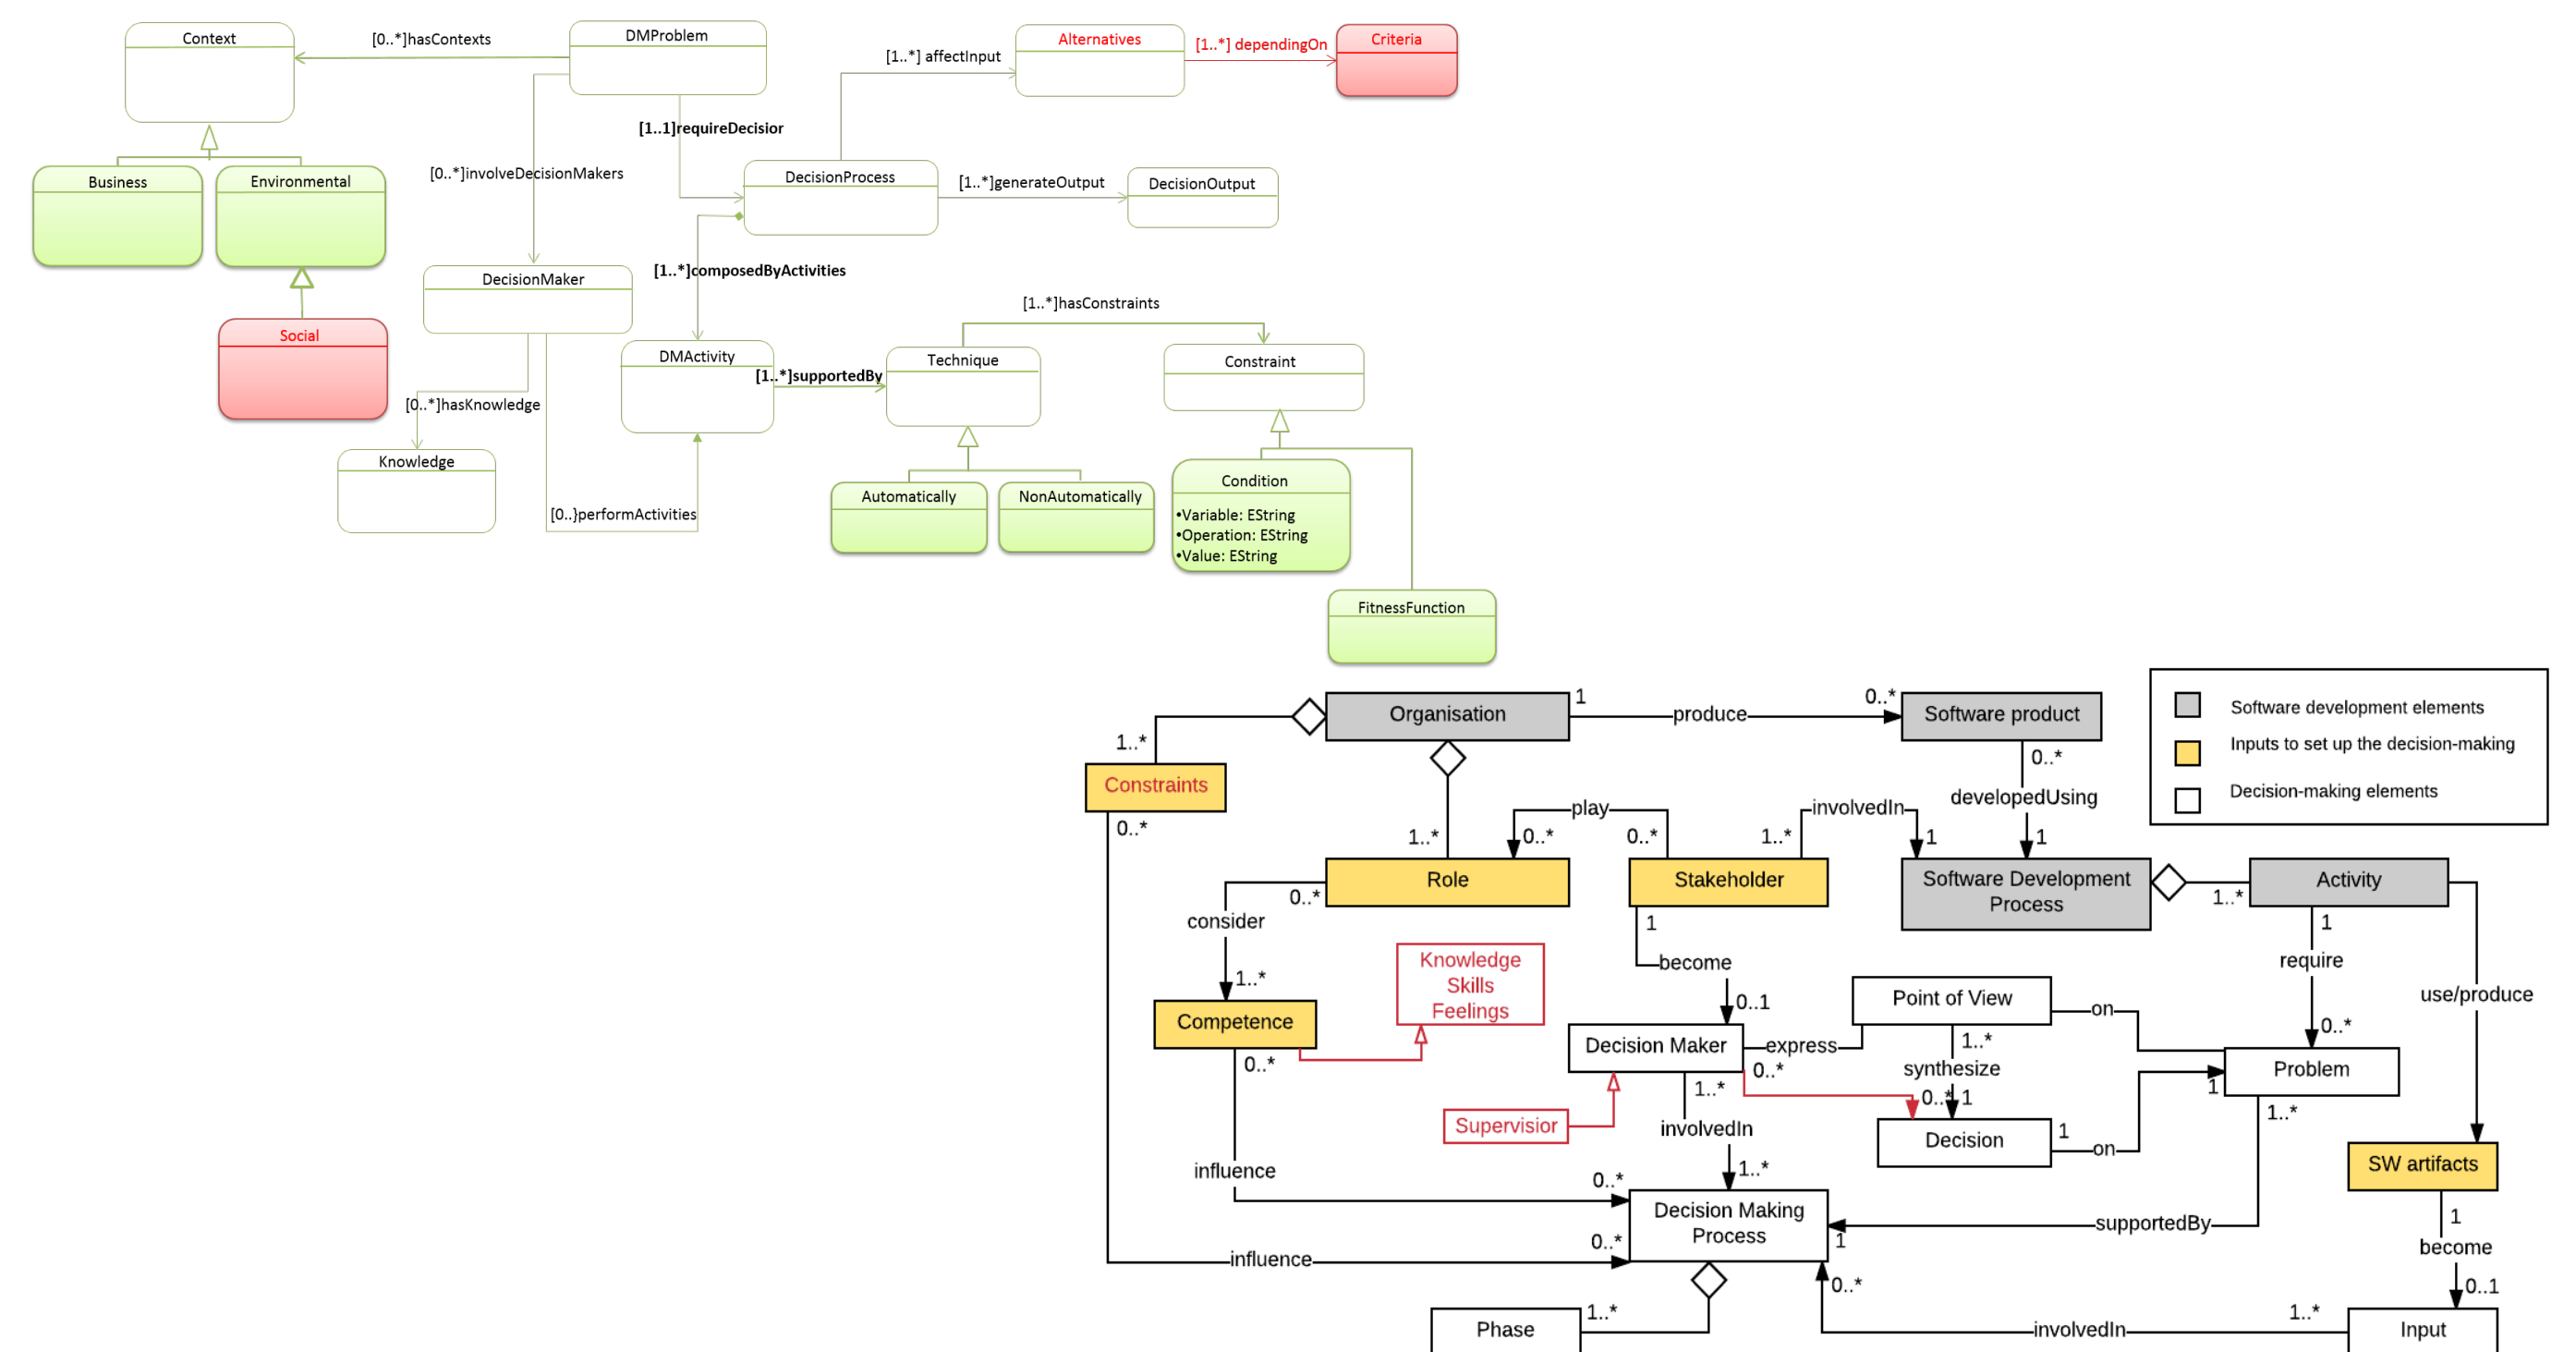 Context
[0..*]hasContexts
DMProblem
Alternatives
[1..*] dependingOn
Criteria
[1..*] affectInput
[1..1]requireDecisior
Business
Environmental
[0..*]involveDecisionMakers
DecisionProcess
[1..*]generateOutput
DecisionOutput
DecisionMaker
[1..*]composedByActivities
[1..*]hasConstraints
Social
DMActivity
[1..*]supportedBy
Technique
Constraint
[0..*]hasKnowledge
Knowledge
[0..}performActivities
Automatically
NonAutomatically
Condition
•Variable: EString
•Operation: EString
•Value: EString
FitnessFunction
Organisation
1
produce
0..*
Software product
Software development elements
Inputs to set up the decision-making
Decision-making elements
1..*
Constraints
0..*
0..*
developedUsing
1
1..*
play
0..*
0..*
involvedIn
1..*
1
Role
Stakeholder
Software Development
Process
1..*
Activity
0..*
consider
1..*
1
become
0..1
1
require
0..*
use/produce
Knowledge
Skills
Feelings
Competence
0..*
Point of View
on
1..*
synthesize
1
Decision Maker
express
0..*
0..*
Problem
1
1..*
Supervisior
1..*
involvedIn
1..*
Decision
1
on
SW artifacts
influence
0..*
Decision Making
Process
supportedBy
1
1
become
0..1
influence
0..*
0..*
Phase
1..*
involvedIn
1..*
Input